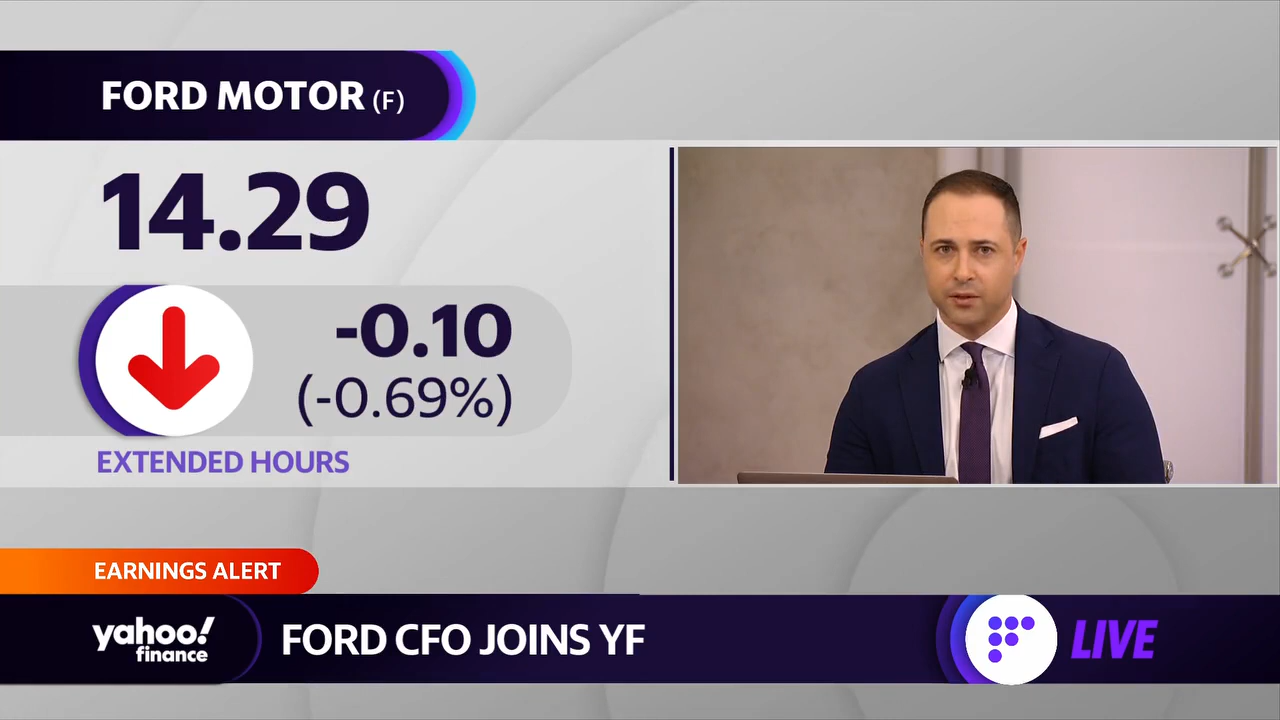 FORD MOTOR (F)
14.29
-0.10
(-0.69%)
EXTENDED HOURS
EARNINGS ALERT
yahoo!
finance
FORD CFO JOINS YF
LIVE